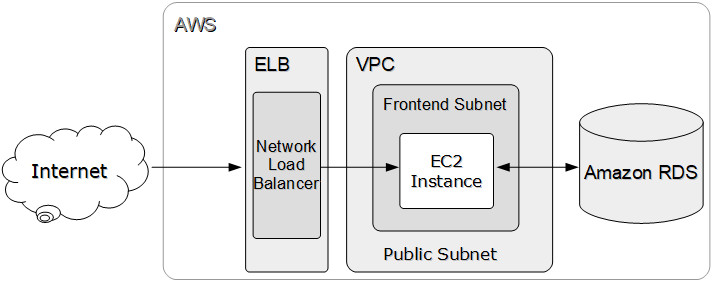 AWS
ELB
VPC
Frontend Subnet
Internet
Network
Load
Balancer
EC2
Instance
Amazon RDS
Public Subnet